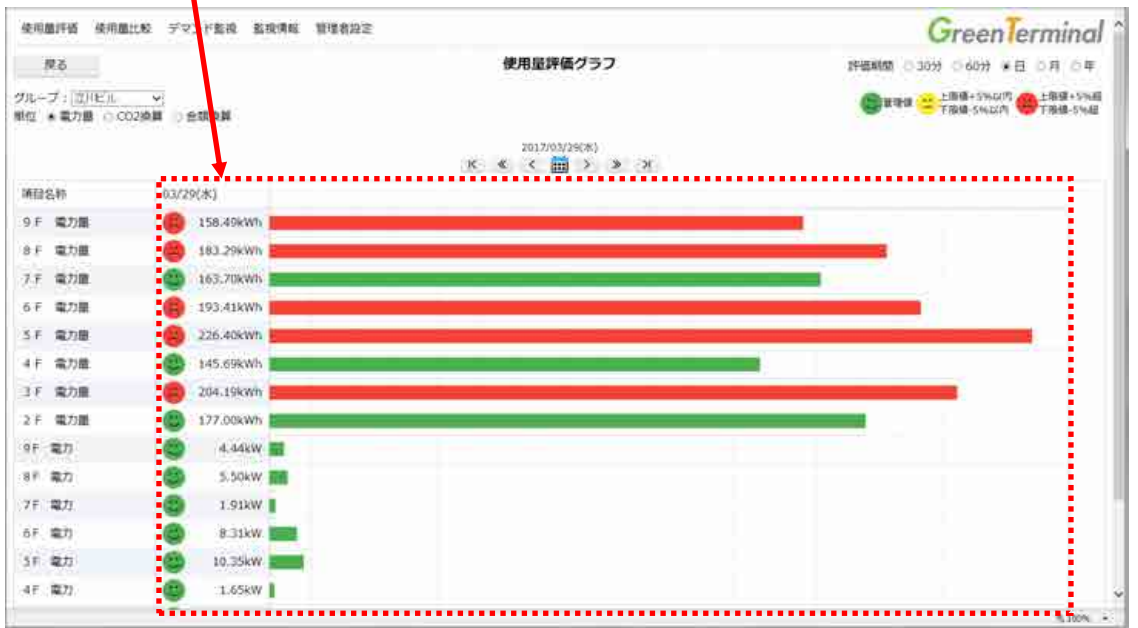 使用量評価 使用量比較 デマンド監視 監視情報 管理者設定
GreenTerminal
戻る
使用量評価グラフ
評価期間 30分 60分 日 月 年
グループ : 立川ビル
単位 電力量 CO2換算 金額換算
管理値 上限値+5%以内 下限値-5%以内 上限値+5%超 下限値-5%超
2017/03/29(水)
項目名称 03/29(水)
9F 電力量 158.49kWh
8F 電力量 183.29kWh
7F 電力量 163.70kWh
6F 電力量 193.41kWh
5F 電力量 226.40kWh
4F 電力量 145.69kWh
3F 電力量 204.19kWh
2F 電力量 177.00kWh
9F 電力 4.44kW
8F 電力 5.50kW
7F 電力 1.91kW
6F 電力 8.31kW
5F 電力 10.35kW
4F 電力 1.65kW
100%